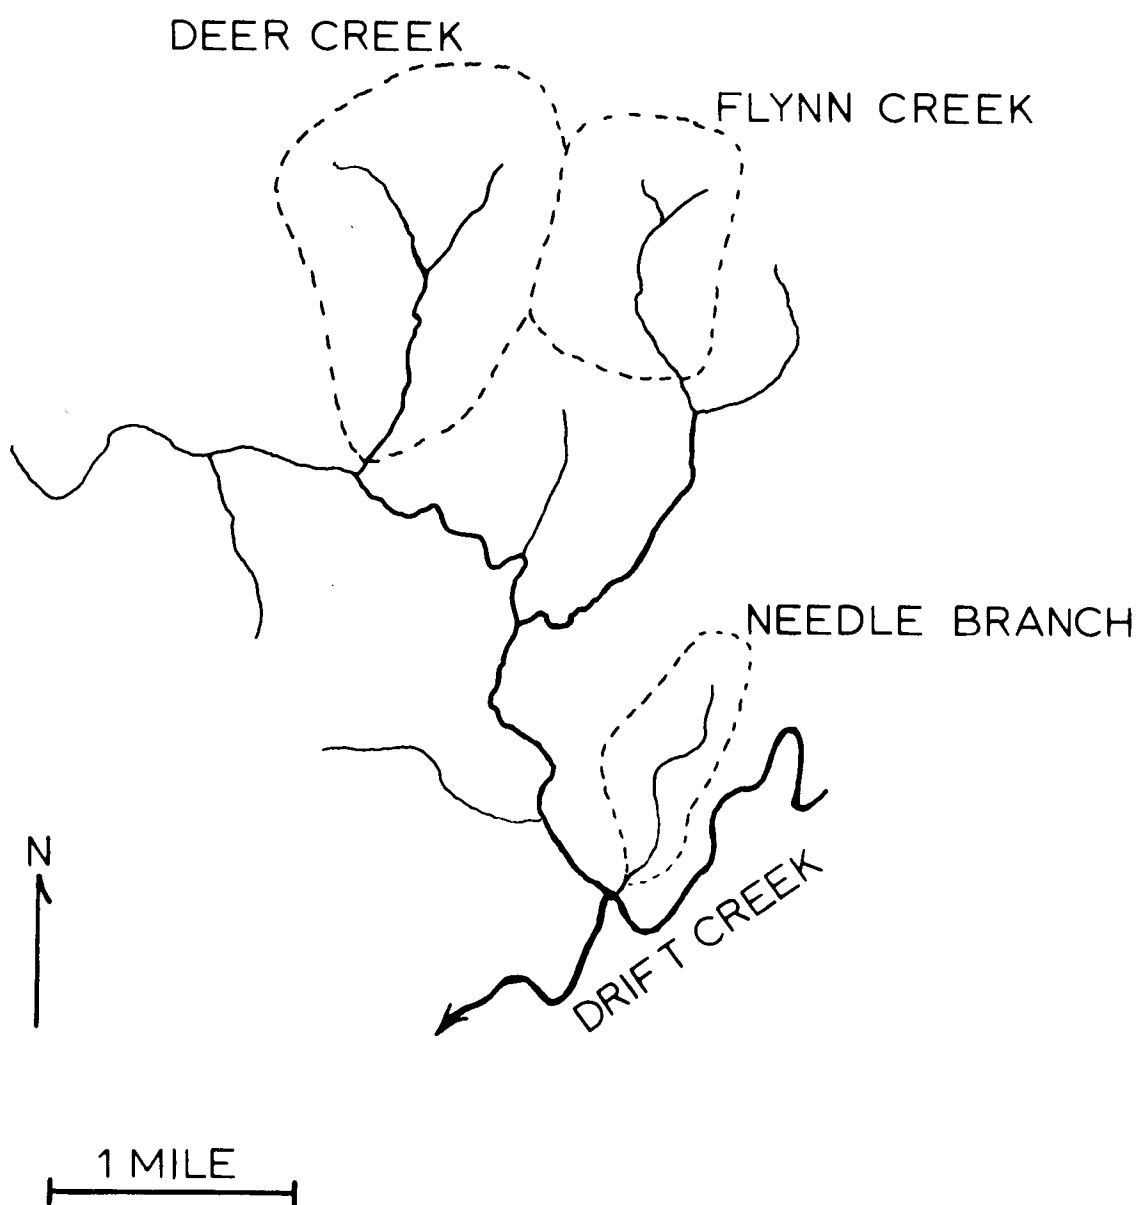 DEER CREEK
FLYNN CREEK
NEEDLE BRANCH
N
DRIFT CREEK
1 MILE